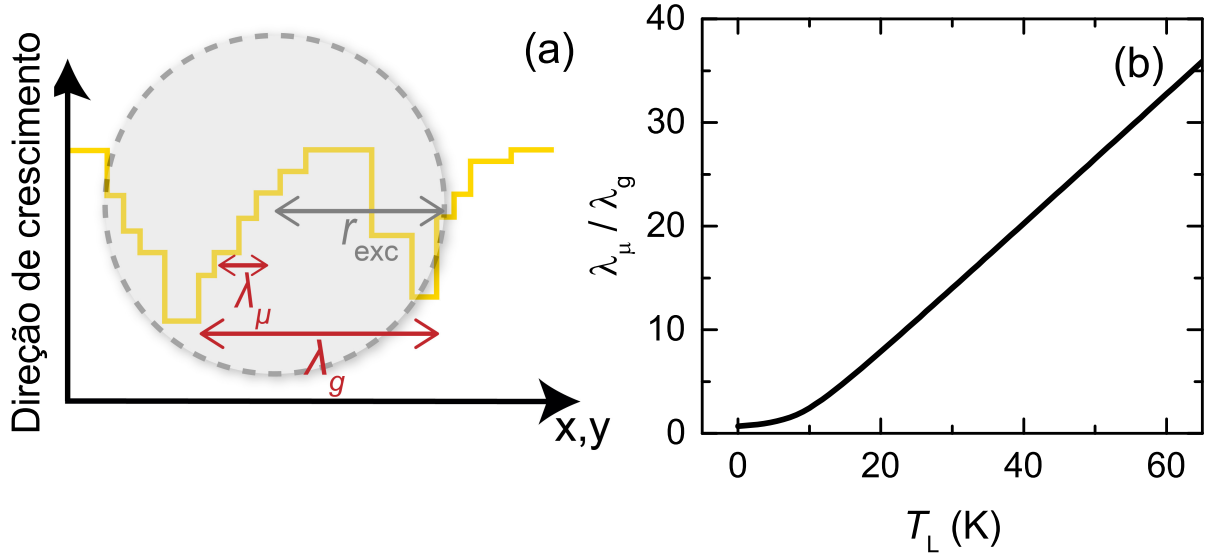 Direção de crescimento
(a)
r exc
λ μ
λ g
x,y
(b)
λ μ / λ g
40
30
20
10
0
0 20 40 60
T L (K)